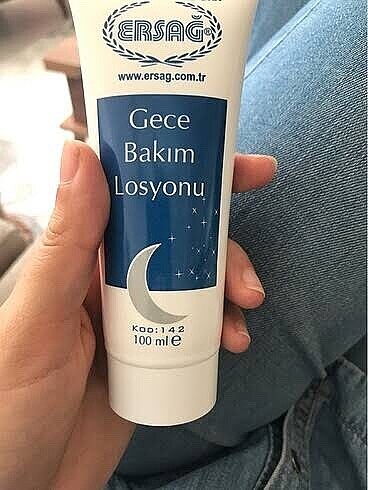 ERSAĞ®
www.ersag.com.tr
Gece
Bakım
Losyonu
KOD:142
100 ml e